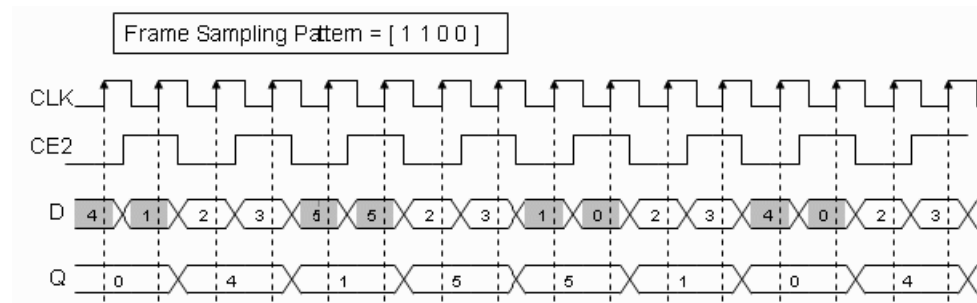 Frame Sampling Pattern = [ 1 1 0 0 ]
CLK
CE2
D 4 1 2 3 5 5 2 3 1 0 2 3 4 0 2 3
Q 0 4 1 5 5 1 0 4